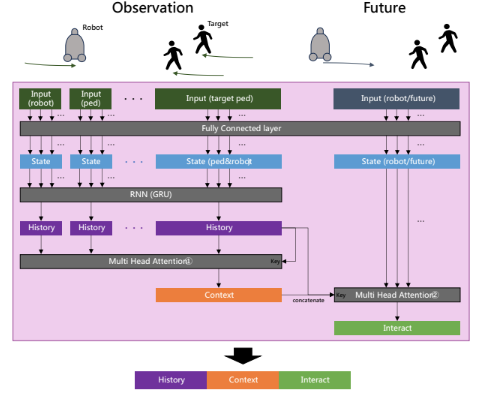 Observation
Future
Robot
Target
Input
(robot)
Input
(ped)
. . .
Input (target ped)
Input (robot/future)
...
...
...
...
Fully Connected layer
...
...
...
...
State
State
. . .
State (ped&robot)
State (robot/future)
RNN (GRU)
...
History
History
. . .
History
Multi Head Attention①
Key
Context
concatenate
Key
Multi Head Attention②
Interact
History
Context
Interact